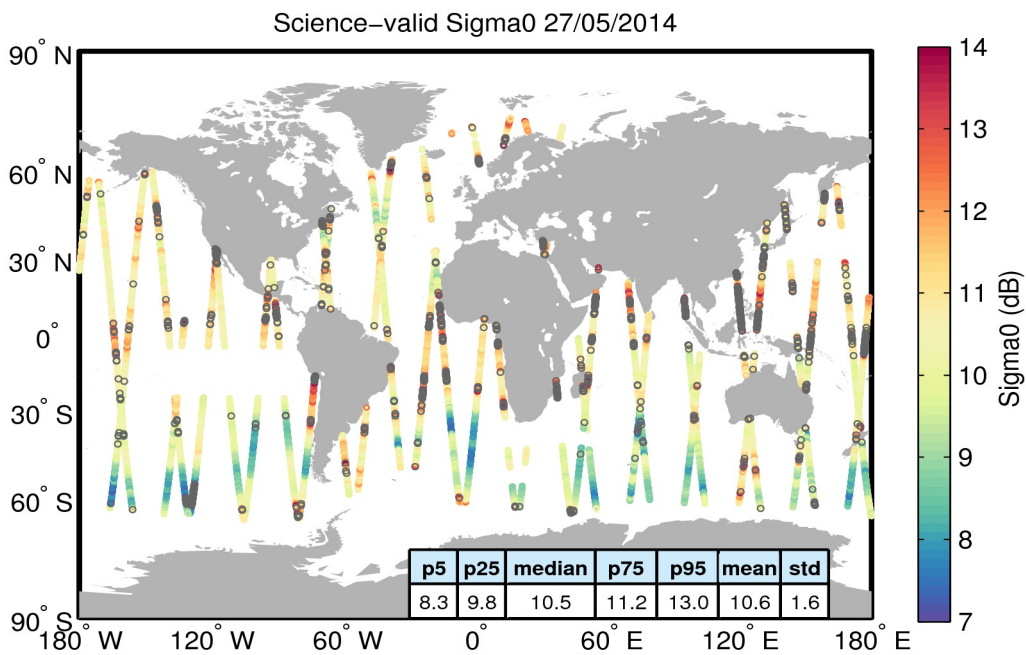 Science−valid Sigma0 27/05/2014
90° N
60° N
30° N
0°
30° S
60° S
90° S
180° W
120° W
60° W
0°
60° E
120° E
180° E
p5 p25 median p75 p95 mean std
8.3 9.8 10.5 11.2 13.0 10.6 1.6
14
13
12
11
10
9
8
7
Sigma0 (dB)